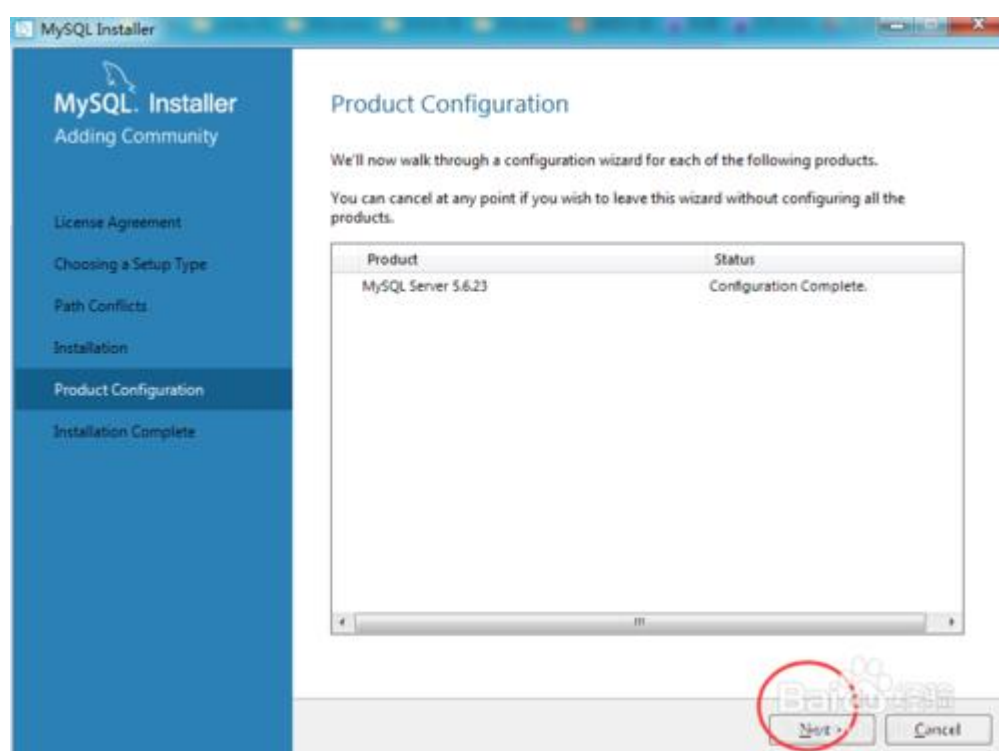 MySQL Installer
MySQL. Installer
Adding Community
License Agreement
Choosing a Setup Type
Path Conflicts
Installation
Product Configuration
Installation Complete
Product Configuration
We'll now walk through a configuration wizard for each of the following products.
You can cancel at any point if you wish to leave this wizard without configuring all the
products.
Product Status
MySQL Server 5.6.23 Configuration Complete.
Baidu 经验
Next > Cancel